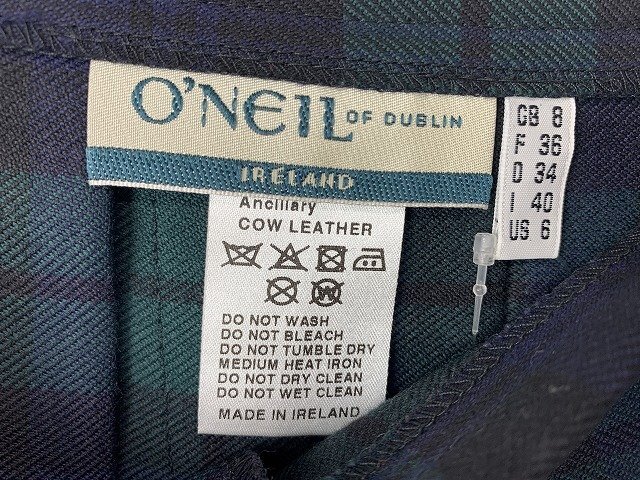 O'NEIL OF DUBLIN
IRELAND
GB 8
F 36
D 34
I 40
US 6
Ancillary
COW LEATHER
DO NOT WASH
DO NOT BLEACH
DO NOT TUMBLE DRY
MEDIUM HEAT IRON
DO NOT DRY CLEAN
DO NOT WET CLEAN
MADE IN IRELAND